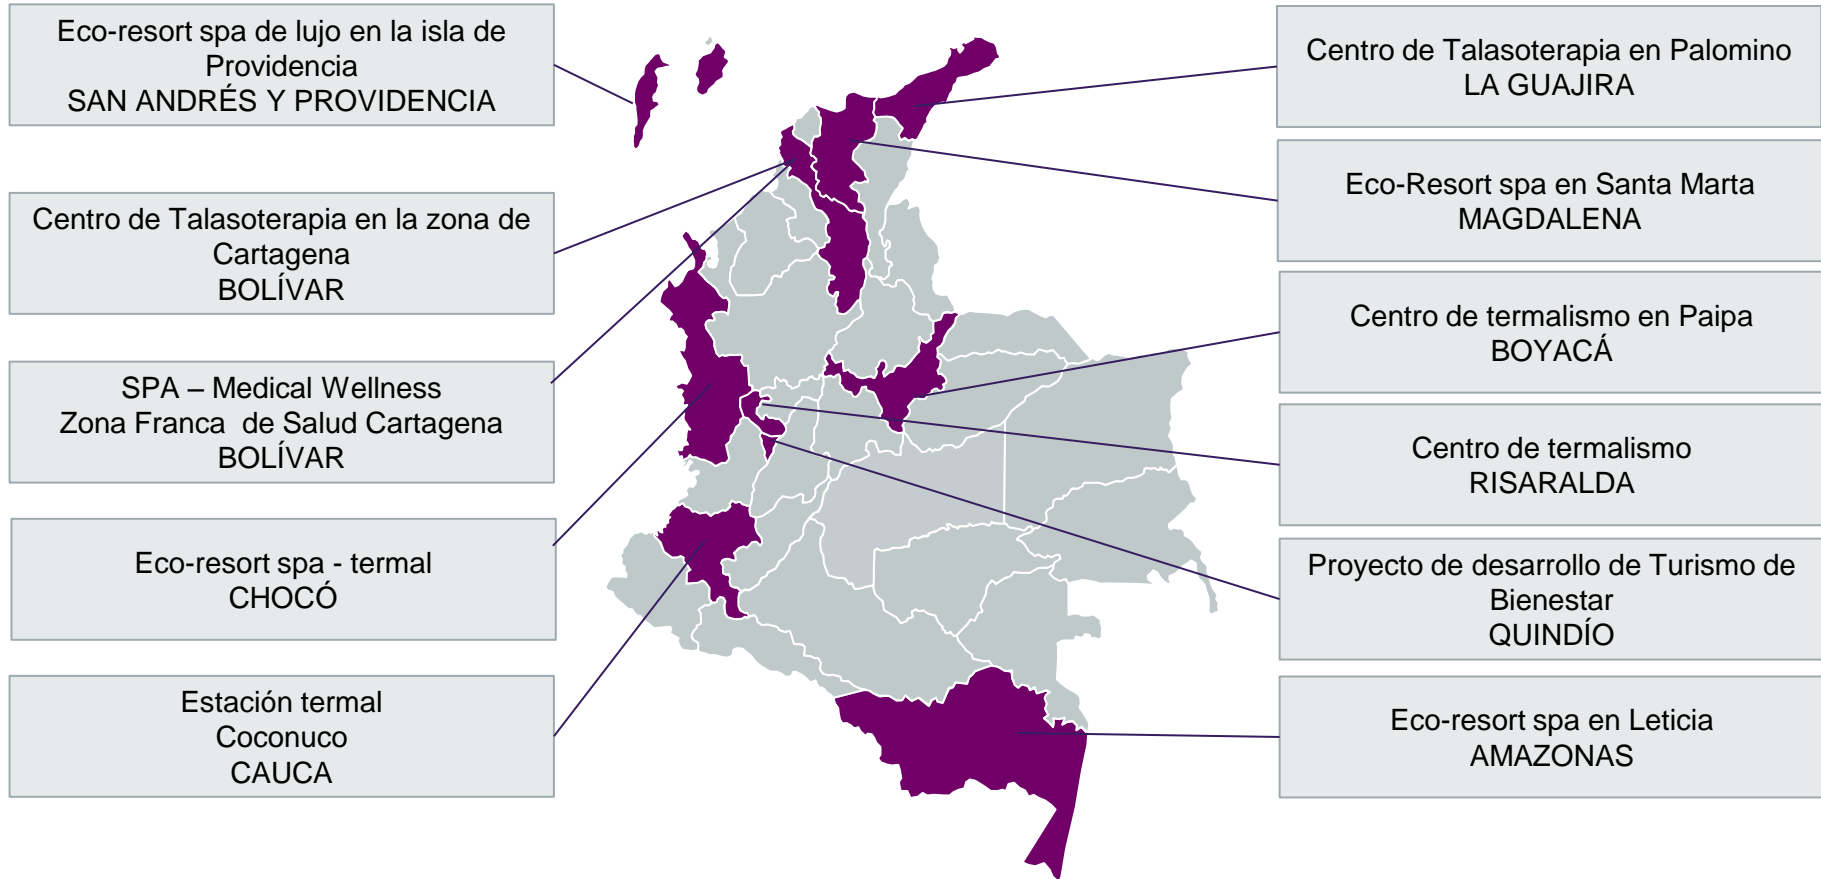 Eco-resort spa de lujo en la isla de
Providencia
SAN ANDRÉS Y PROVIDENCIA
Centro de Talasoterapia en la zona de
Cartagena
BOLÍVAR
SPA – Medical Wellness
Zona Franca de Salud Cartagena
BOLÍVAR
Eco-resort spa - termal
CHOCÓ
Estación termal
Coconuco
CAUCA
Centro de Talasoterapia en Palomino
LA GUAJIRA
Eco-Resort spa en Santa Marta
MAGDALENA
Centro de termalismo en Paipa
BOYACÁ
Centro de termalismo
RISARALDA
Proyecto de desarrollo de Turismo de
Bienestar
QUINDÍO
Eco-resort spa en Leticia
AMAZONAS